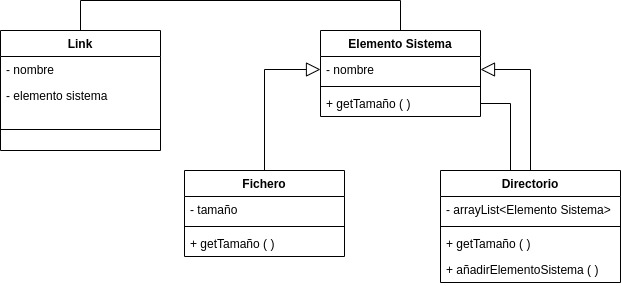 Link
- nombre
- elemento sistema
Elemento Sistema
- nombre
+ getTamaño ( )
Fichero
- tamaño
+ getTamaño ( )
Directorio
- arrayList<Elemento Sistema>
+ getTamaño ( )
+ añadirElementoSistema ( )